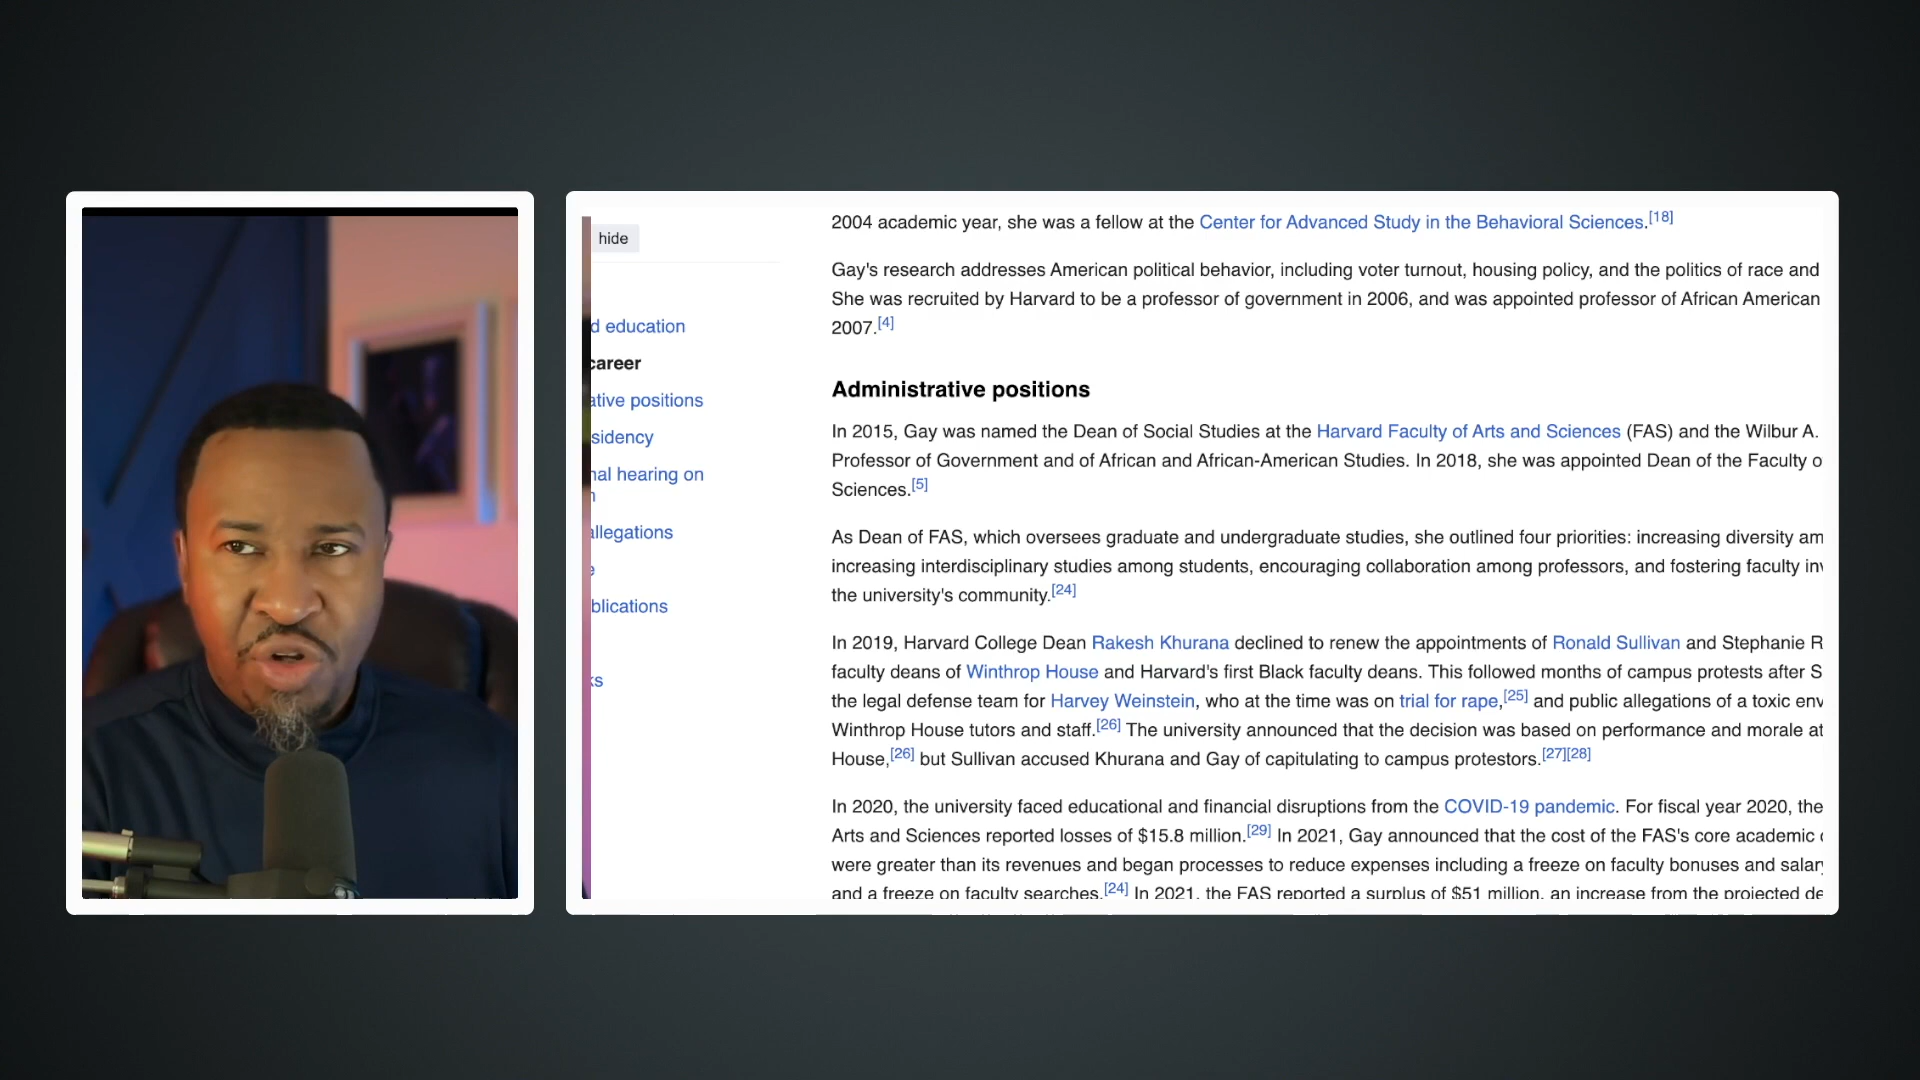 hide
d education
career
ative positions
sidency
nal hearing on
allegations
e
blications
ks
2004 academic year, she was a fellow at the Center for Advanced Study in the Behavioral Sciences.[18]
Gay's research addresses American political behavior, including voter turnout, housing policy, and the politics of race and
She was recruited by Harvard to be a professor of government in 2006, and was appointed professor of African American
2007.[4]
Administrative positions
In 2015, Gay was named the Dean of Social Studies at the Harvard Faculty of Arts and Sciences (FAS) and the Wilbur A.
Professor of Government and of African and African-American Studies. In 2018, she was appointed Dean of the Faculty o
Sciences.[5]
As Dean of FAS, which oversees graduate and undergraduate studies, she outlined four priorities: increasing diversity am
increasing interdisciplinary studies among students, encouraging collaboration among professors, and fostering faculty inv
the university's community.[24]
In 2019, Harvard College Dean Rakesh Khurana declined to renew the appointments of Ronald Sullivan and Stephanie R
faculty deans of Winthrop House and Harvard's first Black faculty deans. This followed months of campus protests after S
the legal defense team for Harvey Weinstein, who at the time was on trial for rape,[25] and public allegations of a toxic env
Winthrop House tutors and staff.[26] The university announced that the decision was based on performance and morale at
House,[26] but Sullivan accused Khurana and Gay of capitulating to campus protestors.[27][28]
In 2020, the university faced educational and financial disruptions from the COVID-19 pandemic. For fiscal year 2020, the
Arts and Sciences reported losses of $15.8 million.[29] In 2021, Gay announced that the cost of the FAS's core academic
were greater than its revenues and began processes to reduce expenses including a freeze on faculty bonuses and salary
and a freeze on faculty searches.[24] In 2021, the FAS reported a surplus of $51 million, an increase from the projected de